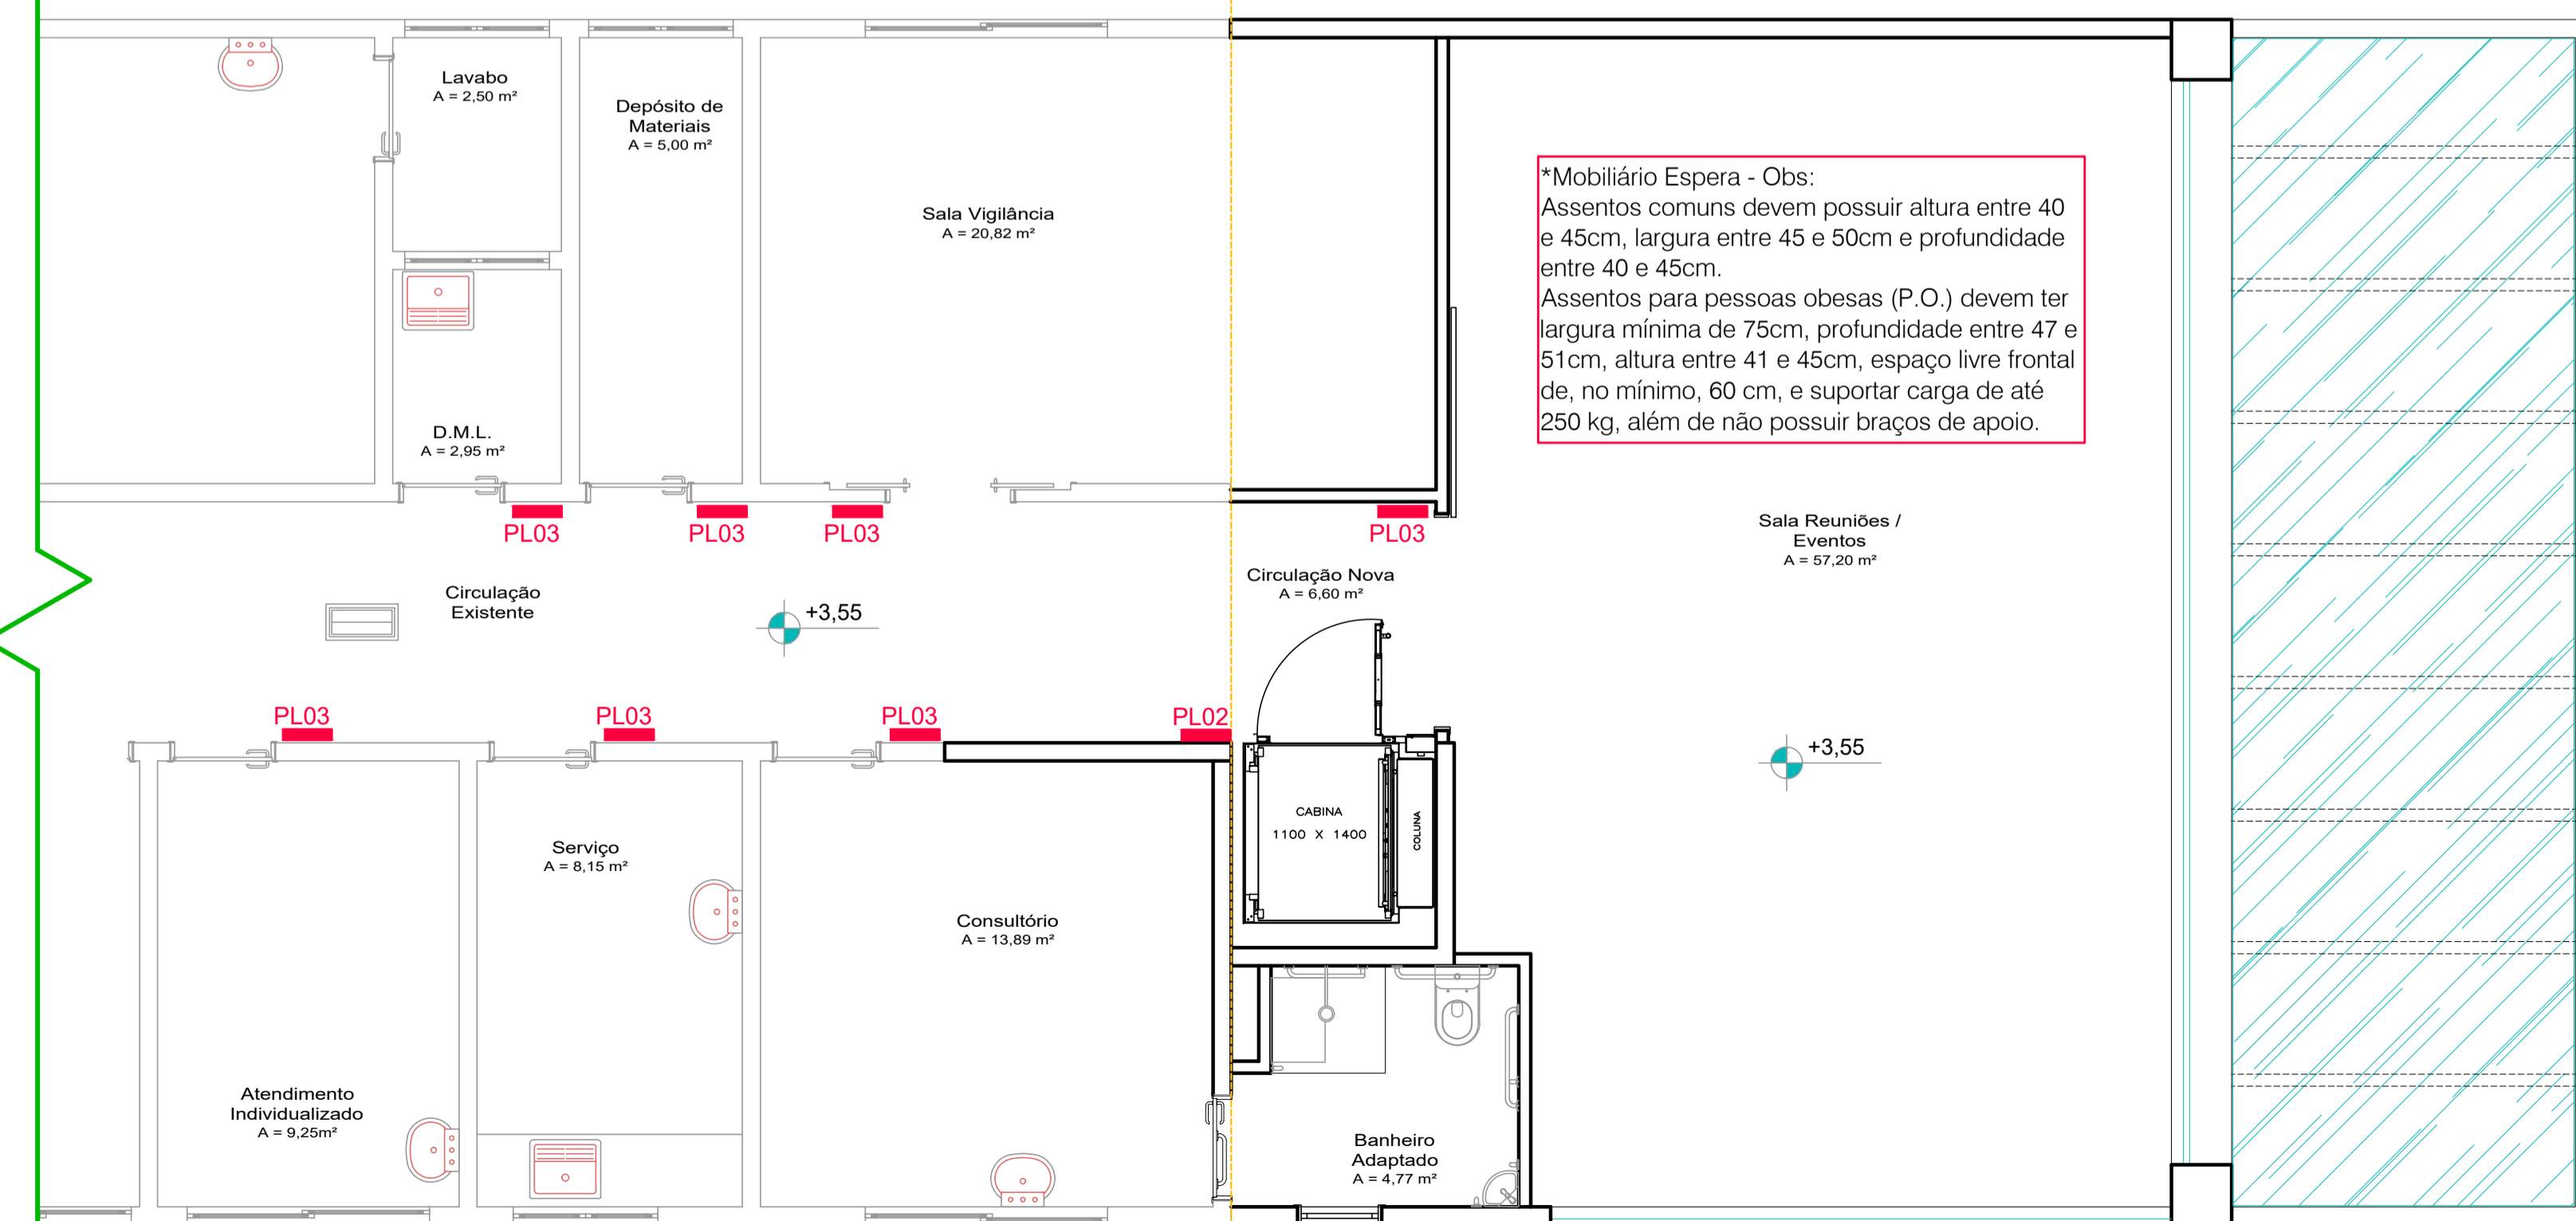 Lavabo
A = 2,50 m²
Depósito de
Materiais
A = 5,00 m²
Sala Vigilância
A = 20,82 m²
*Mobiliário Espera - Obs:
Assentos comuns devem possuir altura entre 40
e 45cm, largura entre 45 e 50cm e profundidade
entre 40 e 45cm.
Assentos para pessoas obesas (P.O.) devem ter
largura mínima de 75cm, profundidade entre 47 e
51cm, altura entre 41 e 45cm, espaço livre frontal
de, no mínimo, 60 cm, e suportar carga de até
250 kg, além de não possuir braços de apoio.
D.M.L.
A = 2,95 m²
PL03
PL03
PL03
PL03
Sala Reuniões /
Eventos
A = 57,20 m²
Circulação
Existente
+3,55
Circulação Nova
A = 6,60 m²
PL03
PL03
PL03
PL02
+3,55
CABINA
1100 X 1400
COLUNA
Serviço
A = 8,15 m²
Consultório
A = 13,89 m²
Atendimento
Individualizado
A = 9,25m²
Banheiro
Adaptado
A = 4,77 m²